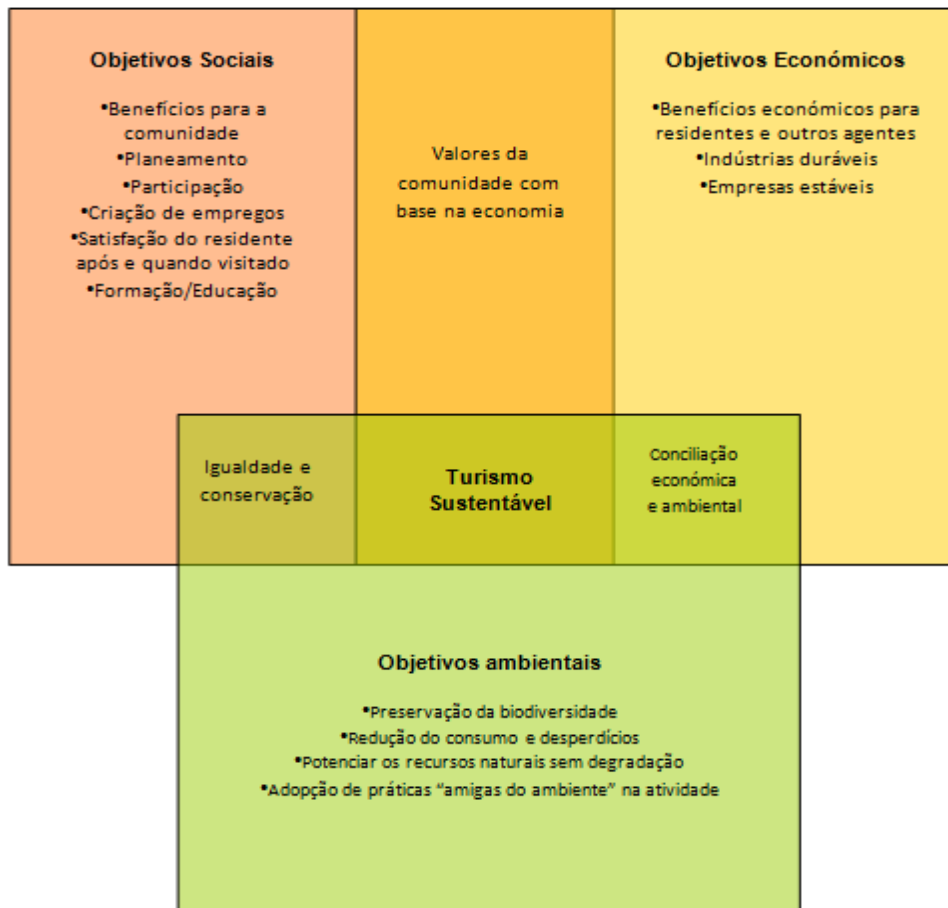 Objetivos Sociais
•Benefícios para a
comunidade
•Planeamento
•Participação
•Criação de empregos
•Satisfação do residente
após e quando visitado
•Formação/Educação
Valores da
comunidade com
base na economia
Objetivos Económicos
•Benefícios económicos para
residentes e outros agentes
•Indústrias duráveis
•Empresas estáveis
Igualdade e
conservação
Turismo
Sustentável
Conciliação
económica
e ambiental
Objetivos ambientais
•Preservação da biodiversidade
•Redução do consumo e desperdícios
•Potenciar os recursos naturais sem degradação
•Adopção de práticas “amigas do ambiente” na atividade